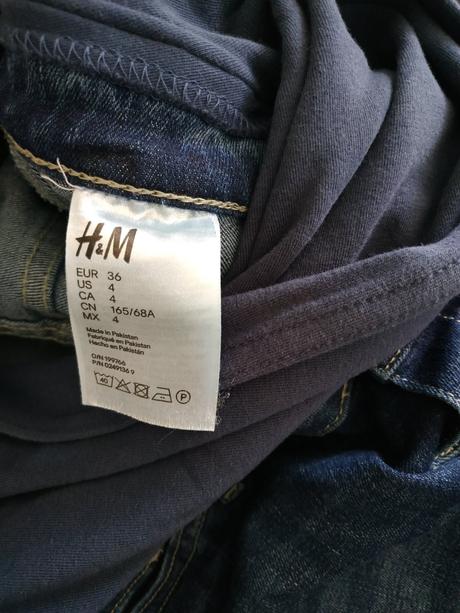 H&M
EUR 36
US 4
CA 4
CN 165/68A
MX 4
Made in Pakistan
Fabriqué en Pakistan
Hecho en Pakistán
O/N 199766
P/N 0249136 9
40 P